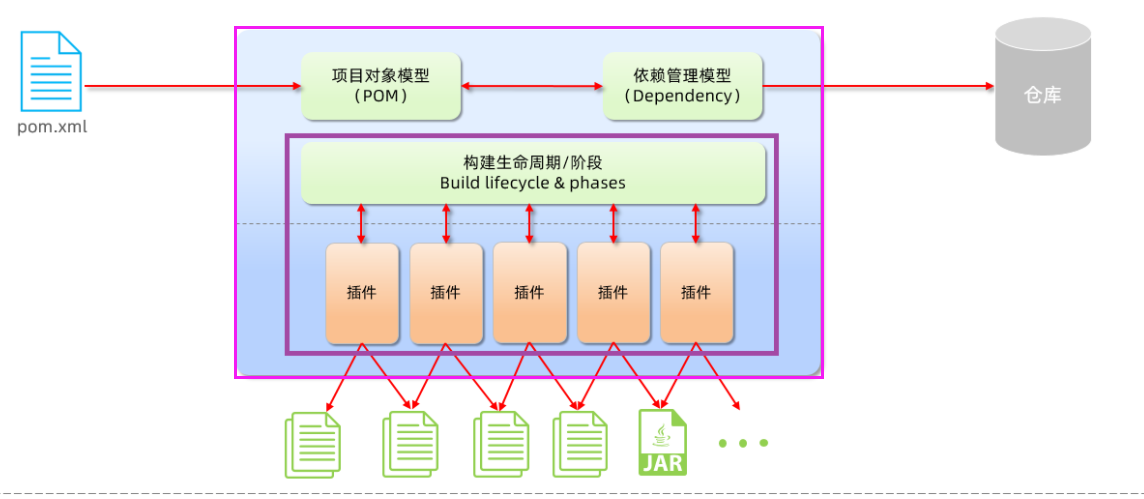 pom.xml
项目对象模型
（POM）
依赖管理模型
（Dependency）
仓库
构建生命周期/阶段
Build lifecycle & phases
插件
插件
插件
插件
插件
JAR